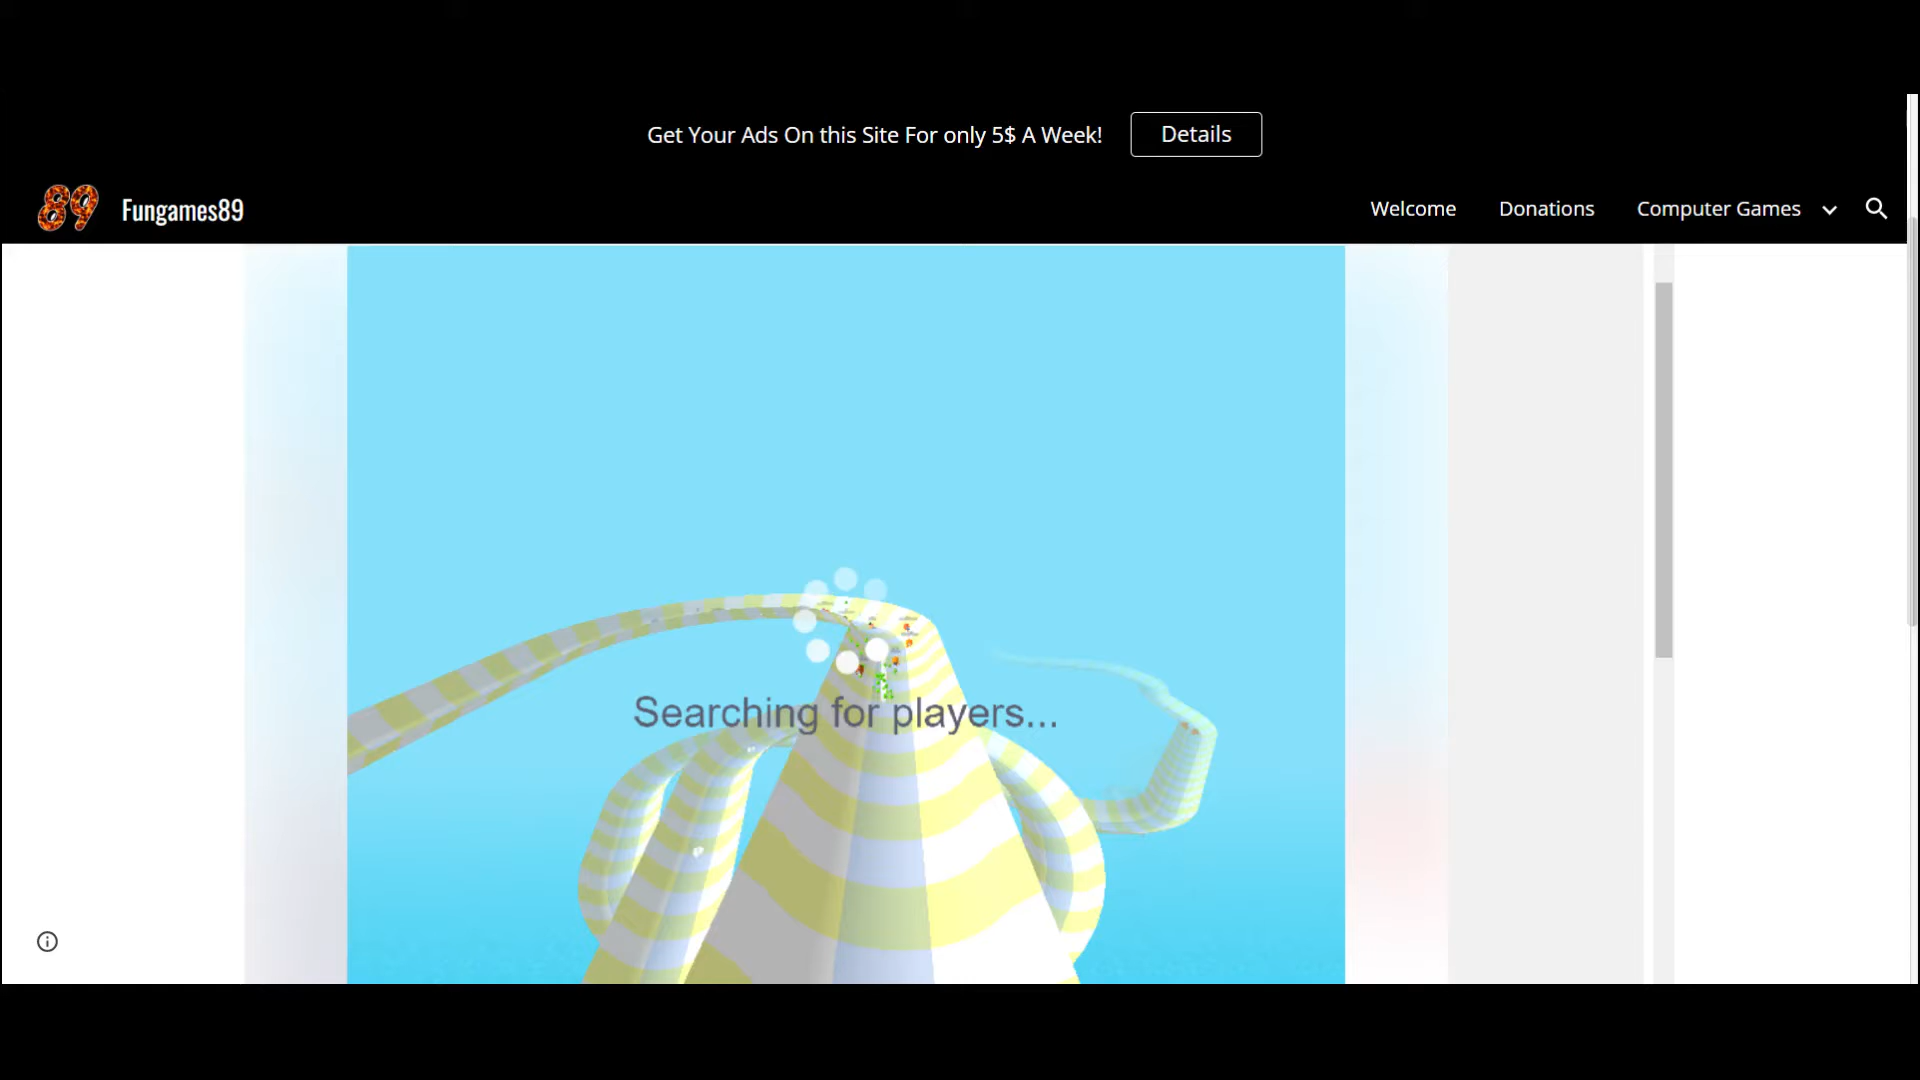 Get Your Ads On this Site For only 5$ A Week!
Details
89
Fungames89
Welcome
Donations
Computer Games
Searching for players...